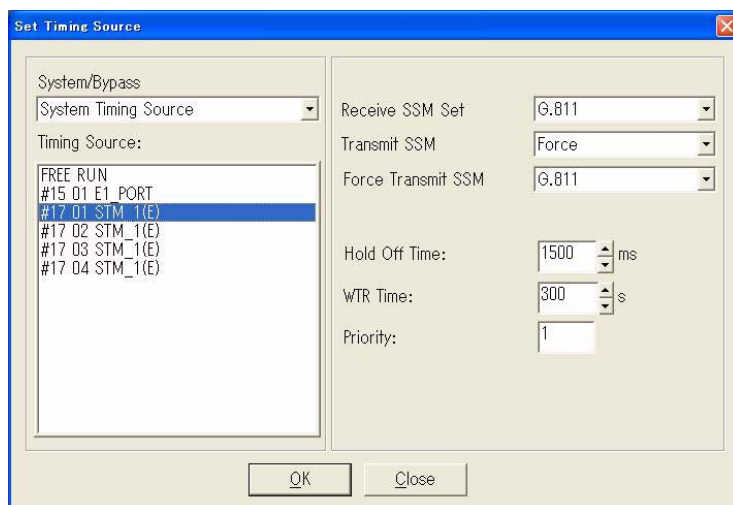 Set Timing Source
System/Bypass
System Timing Source
Timing Source:
FREE RUN
#15 01 E1_PORT
#17 01 STM_1(E)
#17 02 STM_1(E)
#17 03 STM_1(E)
#17 04 STM_1(E)
Receive SSM Set G.811
Transmit SSM Force
Force Transmit SSM G.811
Hold Off Time: 1500 ms
WTR Time: 300 s
Priority: 1
OK Close